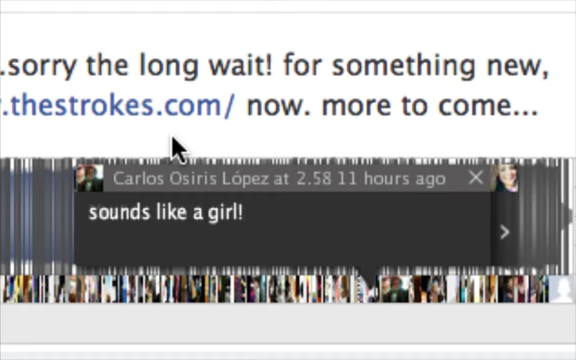 .sorry the long wait! for something new,
.thestrokes.com/ now. more to come...
Carlos Osiris López at 2.58 11 hours ago
sounds like a girl!